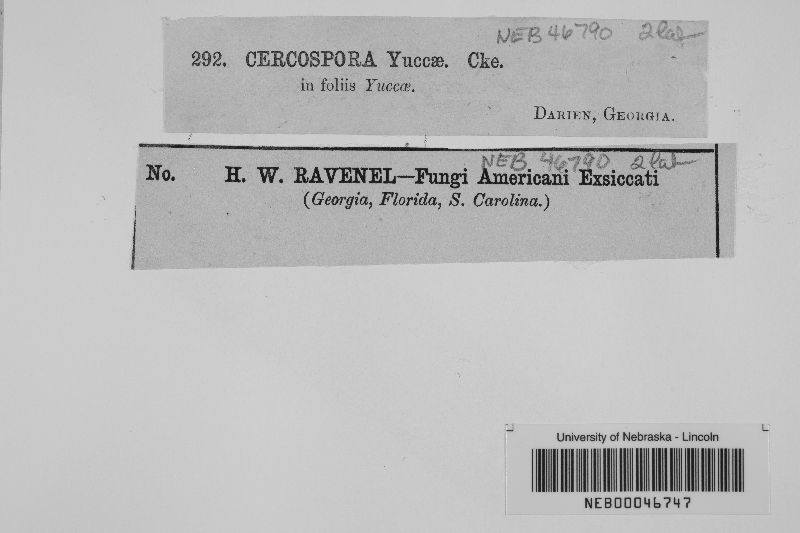 NEB 46790 2 lab
292. CERCOSPORA Yuccæ. Cke.
in foliis Yuccæ.
DARIEN, GEORGIA.
NEB 46790 2 lab
No. H. W. RAVENEL—Fungi Americani Exsiccati
(Georgia, Florida, S. Carolina.)
University of Nebraska - Lincoln
NEB00046747